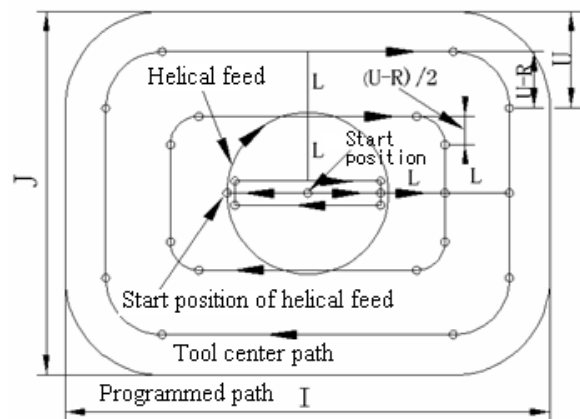 Helical feed
L
(U-R)/2
U-R
U
Start
position
L
L
L
J
Start position of helical feed
Tool center path
Programmed path
I